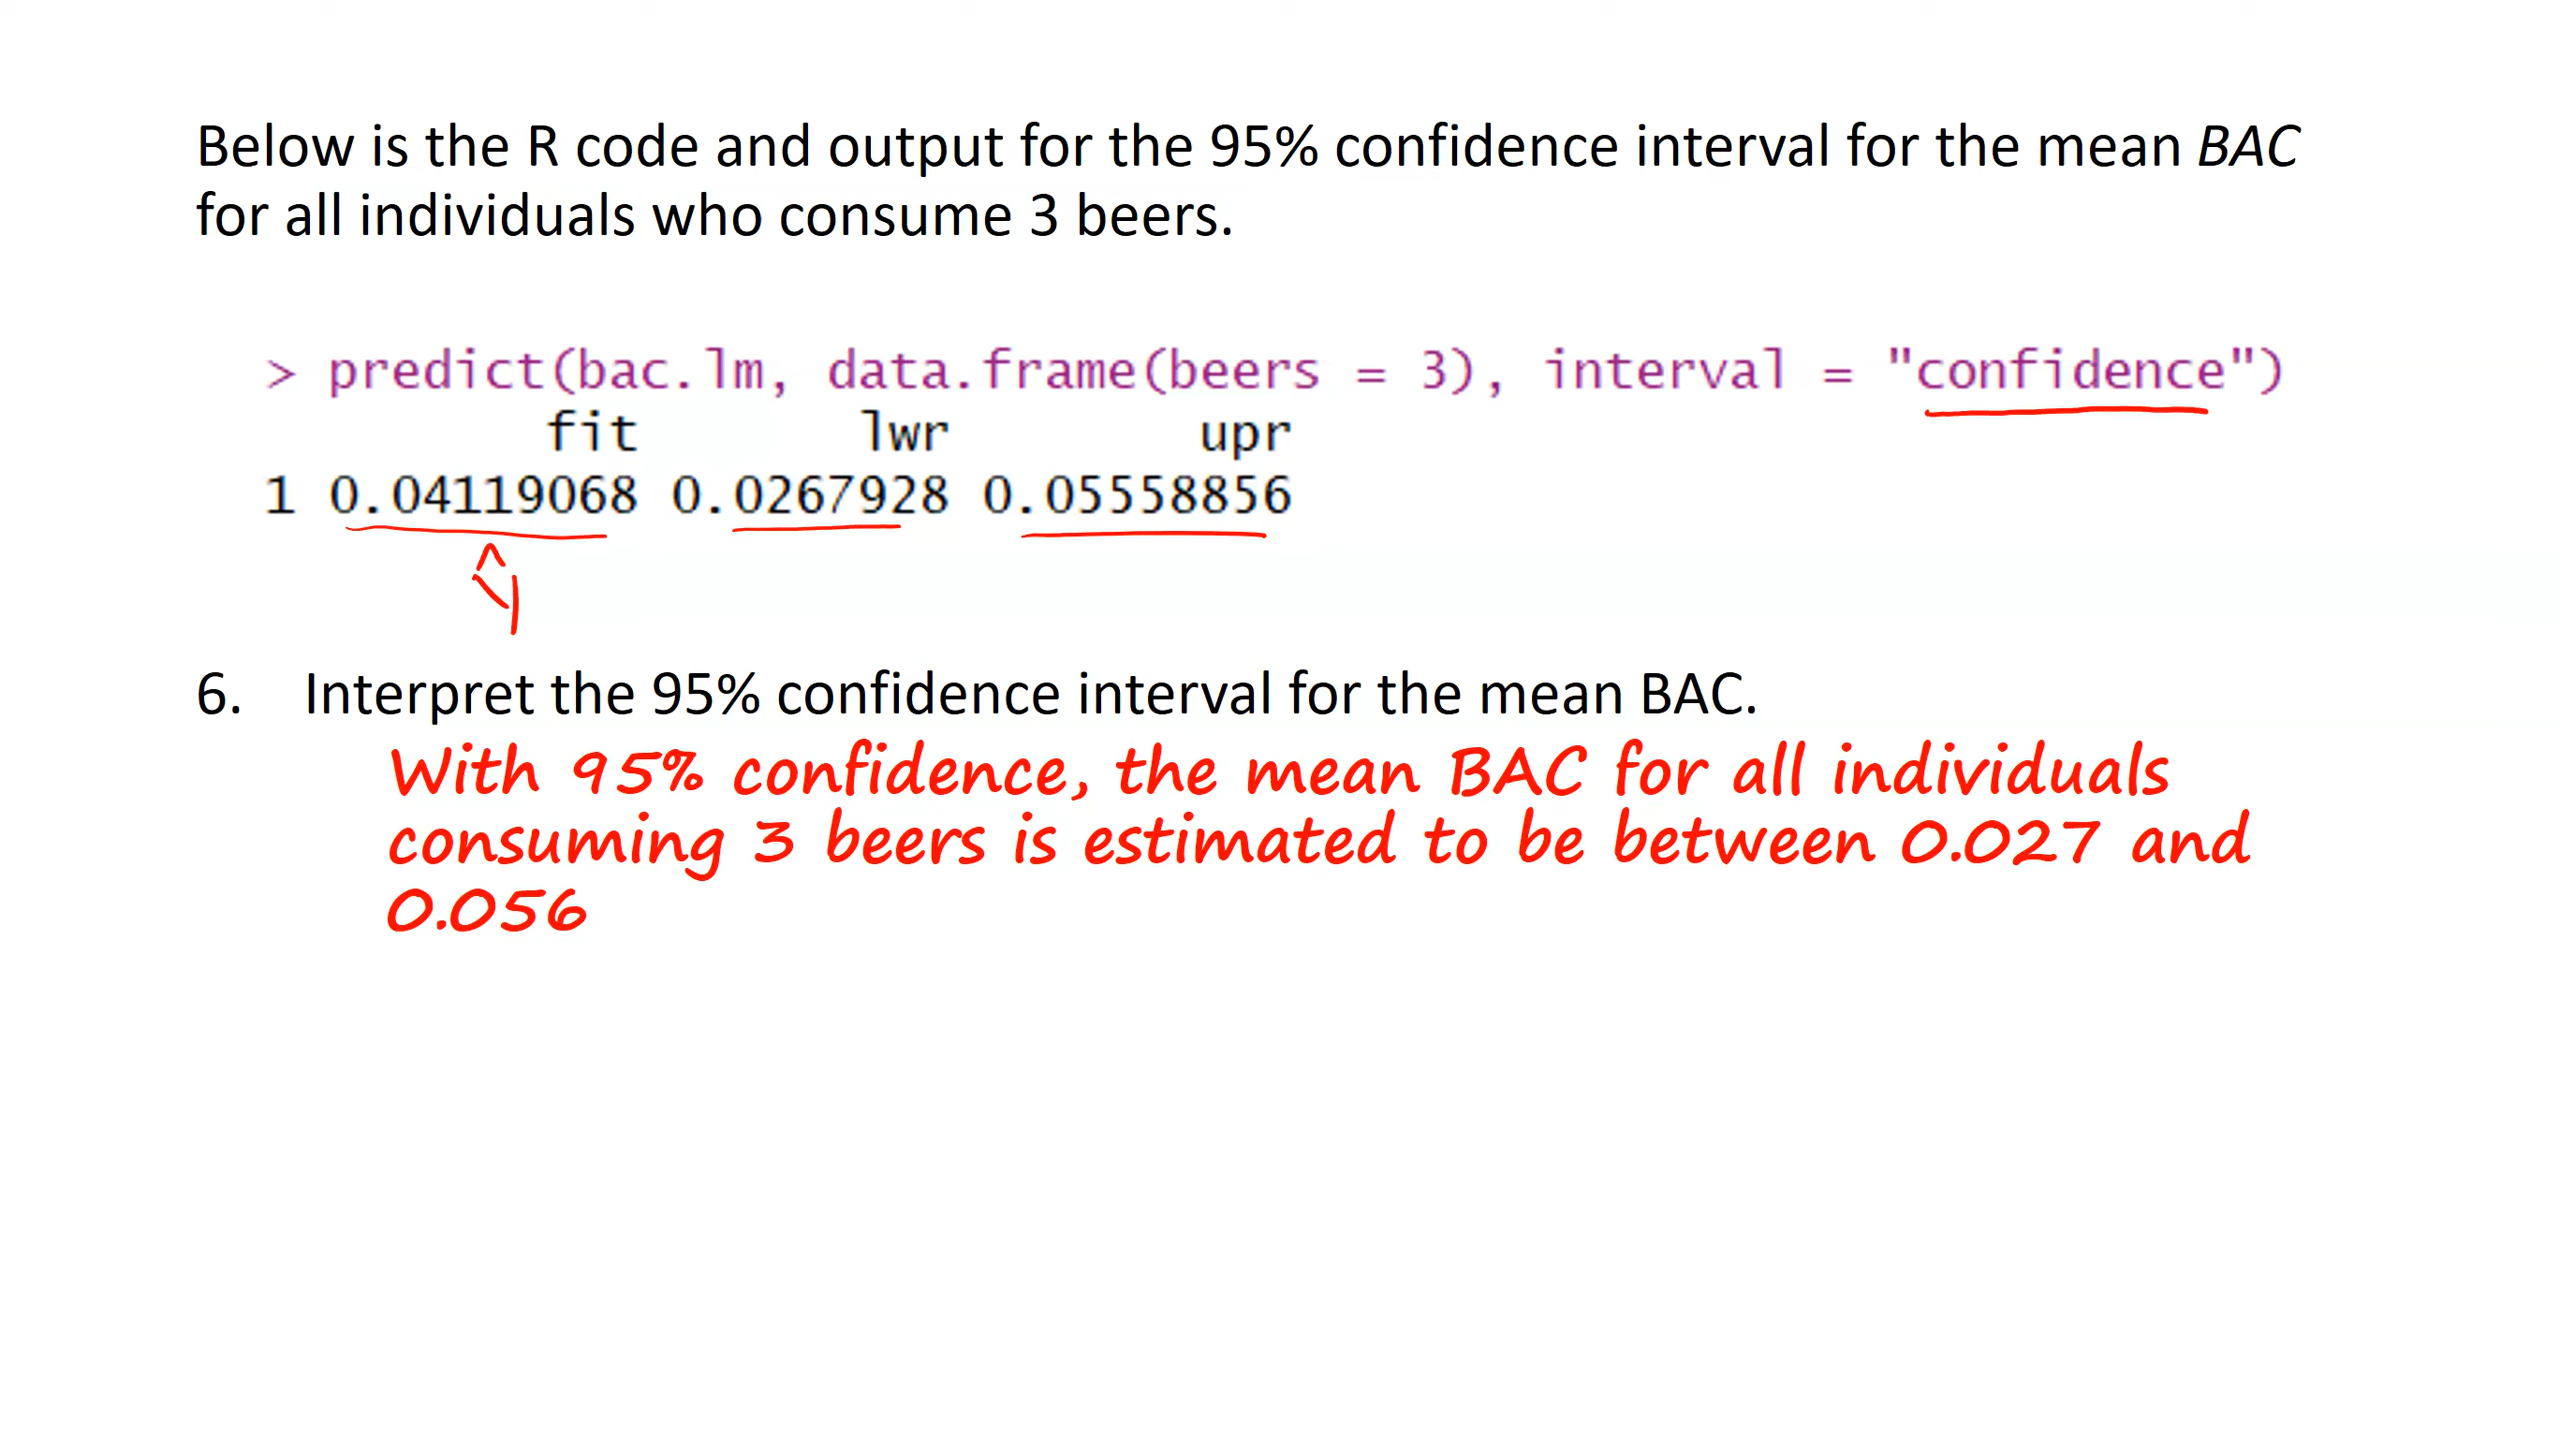 Below is the R code and output for the 95% confidence interval for the mean BAC
for all individuals who consume 3 beers.
> predict(bac.lm, data.frame(beers = 3), interval = "confidence")
fit lwr upr
1 0.04119068 0.0267928 0.05558856
ŷ
6. Interpret the 95% confidence interval for the mean BAC.
With 95% confidence, the mean BAC for all individuals
consuming 3 beers is estimated to be between 0.027 and
0.056